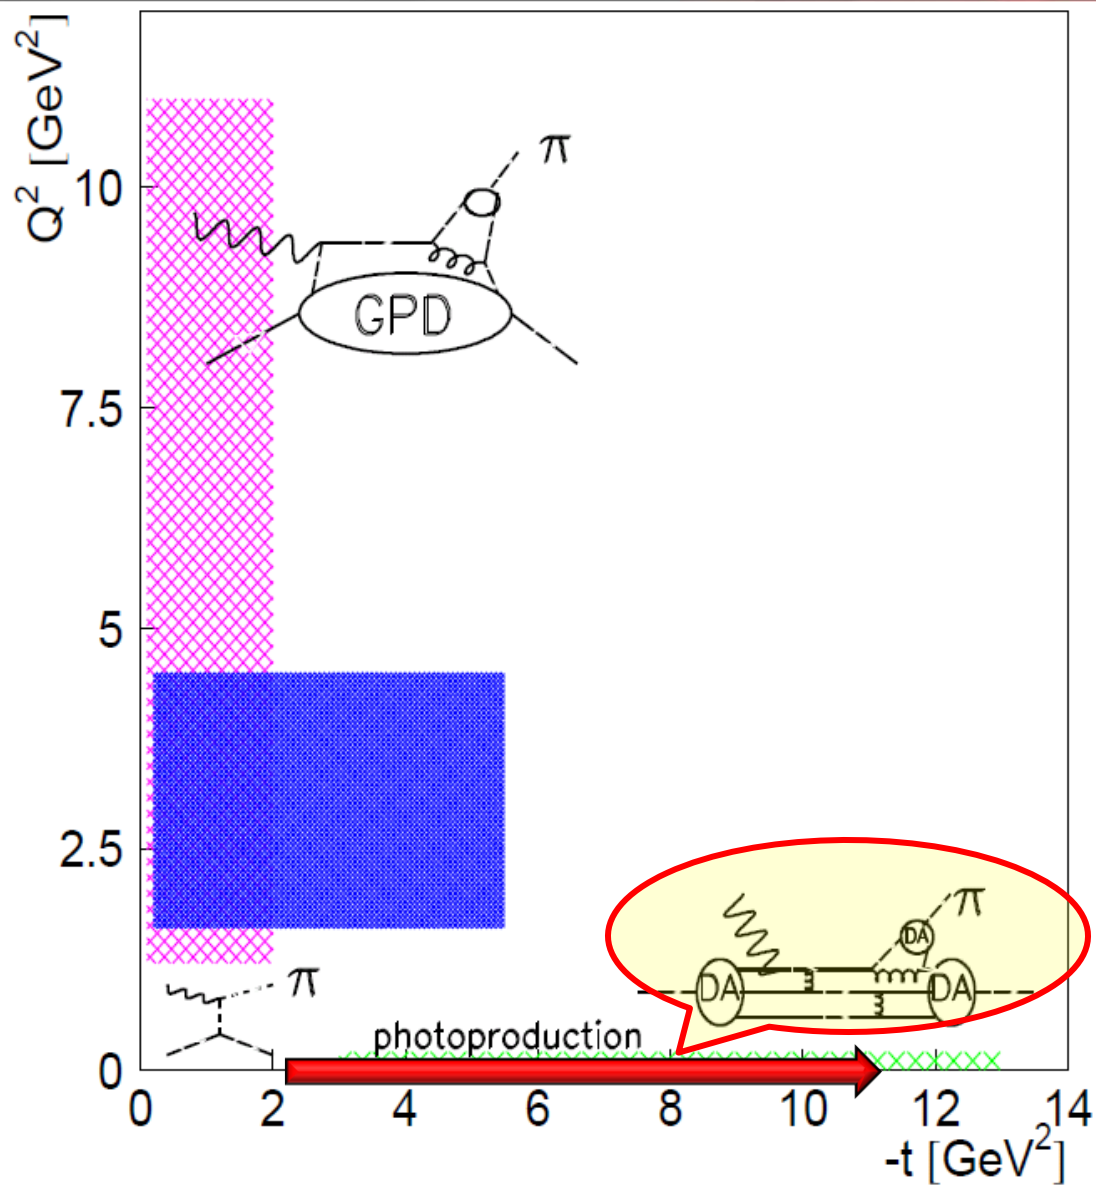 Q² [GeV²]
10
7.5
5
2.5
0
π
GPD
π
π
DA
DA
DA
photoproduction
0 2 4 6 8 10 12 14
-t [GeV²]